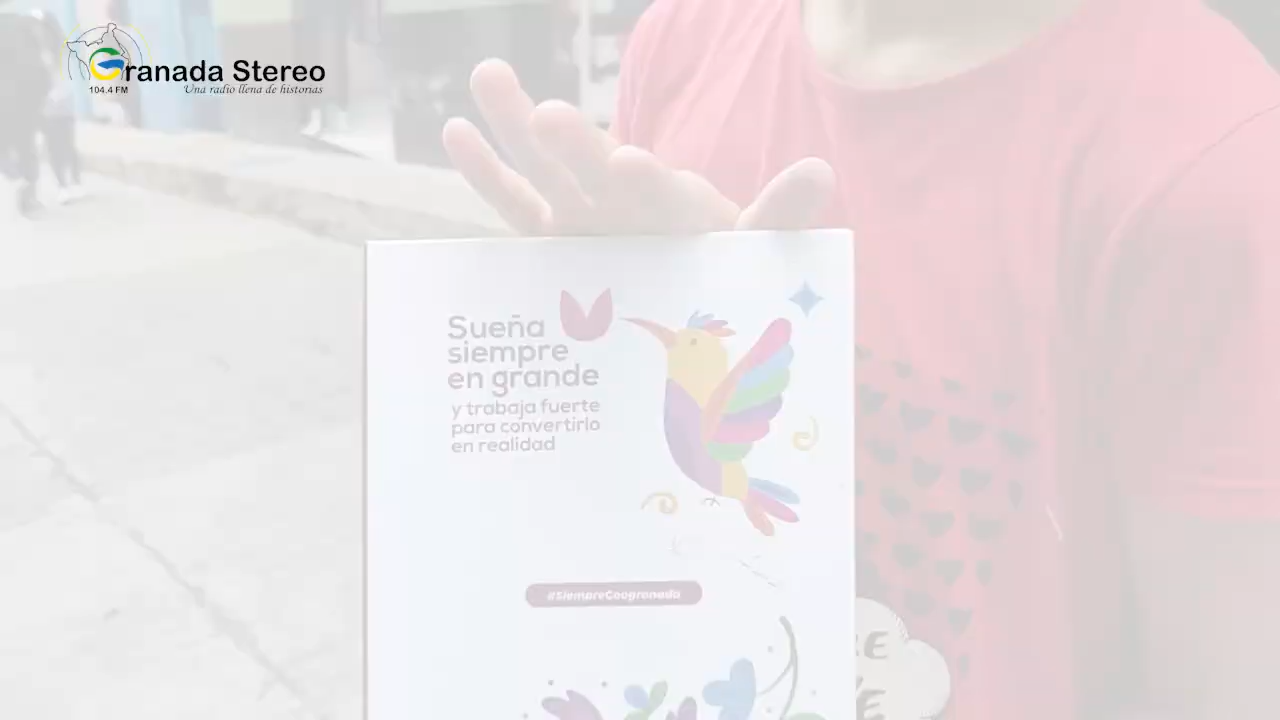 Granada Stereo
104.4 FM
Una radio llena de historias
Sueña
siempre
en grande
y trabaja fuerte
para convertirlo
en realidad
#SiempreCoogranada